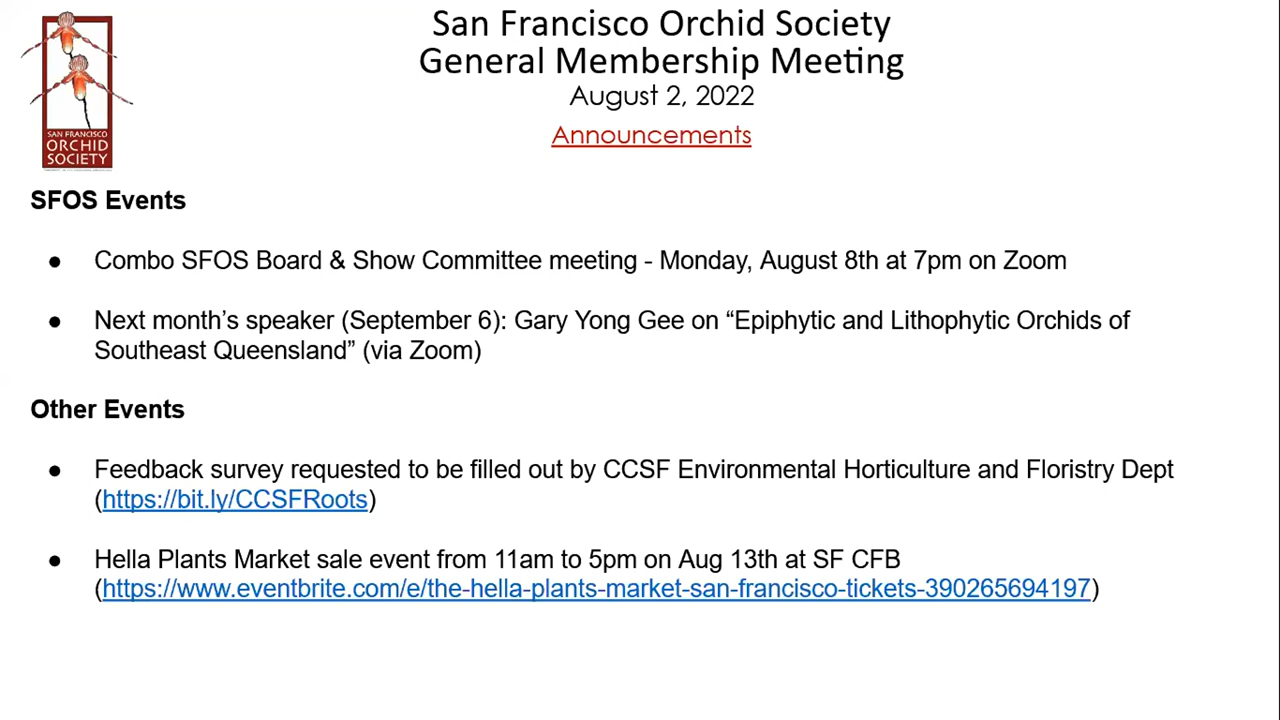 San Francisco Orchid Society
General Membership Meeting
August 2, 2022
Announcements
SAN FRANCISCO
ORCHID
SOCIETY
SFOS Events
● Combo SFOS Board & Show Committee meeting - Monday, August 8th at 7pm on Zoom
● Next month’s speaker (September 6): Gary Yong Gee on “Epiphytic and Lithophytic Orchids of
Southeast Queensland” (via Zoom)
Other Events
● Feedback survey requested to be filled out by CCSF Environmental Horticulture and Floristry Dept
(https://bit.ly/CCSFRoots)
● Hella Plants Market sale event from 11am to 5pm on Aug 13th at SF CFB
(https://www.eventbrite.com/e/the-hella-plants-market-san-francisco-tickets-390265694197)